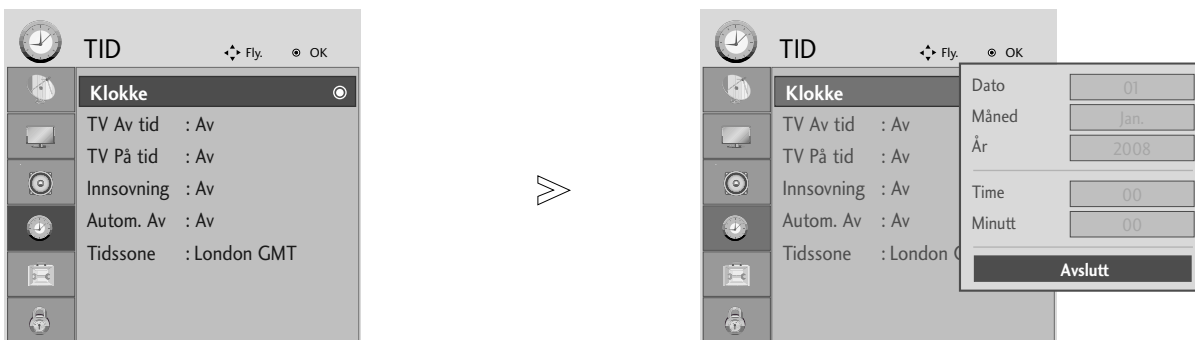 TID Fly. OK
Klokke
TV Av tid : Av
TV På tid : Av
Innsovning : Av
Autom. Av : Av
Tidssone : London GMT
TID Fly. OK
Klokke
TV Av tid : Av
TV På tid : Av
Innsovning : Av
Autom. Av : Av
Tidssone : London
Dato 01
Måned Jan.
År 2008
Time 00
Minutt 00
Avslutt